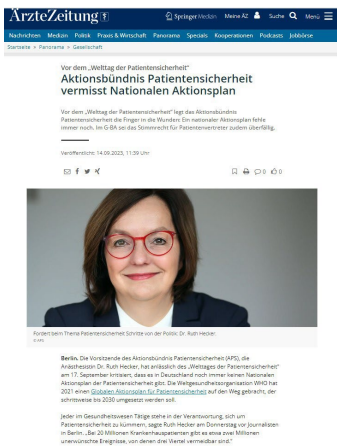 ÄrzteZeitung
Springer Medizin Meine ÄZ Suche Menü
Nachrichten Medizin Politik Praxis & Wirtschaft Panorama Specials Kooperationen Podcasts Jobbörse
Startseite » Panorama » Gesellschaft
Vor dem „Welttag der Patientensicherheit“
Aktionsbündnis Patientensicherheit
vermisst Nationalen Aktionsplan
Vor dem „Welttag der Patientensicherheit“ legt das Aktionsbündnis
Patientensicherheit die Finger in die Wunden: Ein nationaler Aktionsplan fehle
immer noch. Im G-BA sei das Stimmrecht für Patientenvertreter zudem überfällig.
Veröffentlicht: 14.09.2023, 11:39 Uhr
0 0
Fordert beim Thema Patientensicherheit Schritte von der Politik: Dr. Ruth Hecker.
© APS
Berlin. Die Vorsitzende des Aktionsbündnis Patientensicherheit (APS), die
Anästhesistin Dr. Ruth Hecker, hat anlässlich des „Welttages der Patientensicherheit“
am 17. September kritisiert, dass es in Deutschland noch immer keinen Nationalen
Aktionsplan der Patientensicherheit gibt. Die Weltgesundheitsorganisation WHO hat
2021 einen Globalen Aktionsplan für Patientensicherheit auf den Weg gebracht, der
schrittweise bis 2030 umgesetzt werden soll.
Jeder im Gesundheitswesen Tätige stehe in der Verantwortung, sich um
Patientensicherheit zu kümmern, sagte Ruth Hecker am Donnerstag vor Journalisten
in Berlin. „Bei 20 Millionen Krankenhauspatienten gibt es etwa zwei Millionen
unerwünschte Ereignisse, von denen drei Viertel vermeidbar sind.“